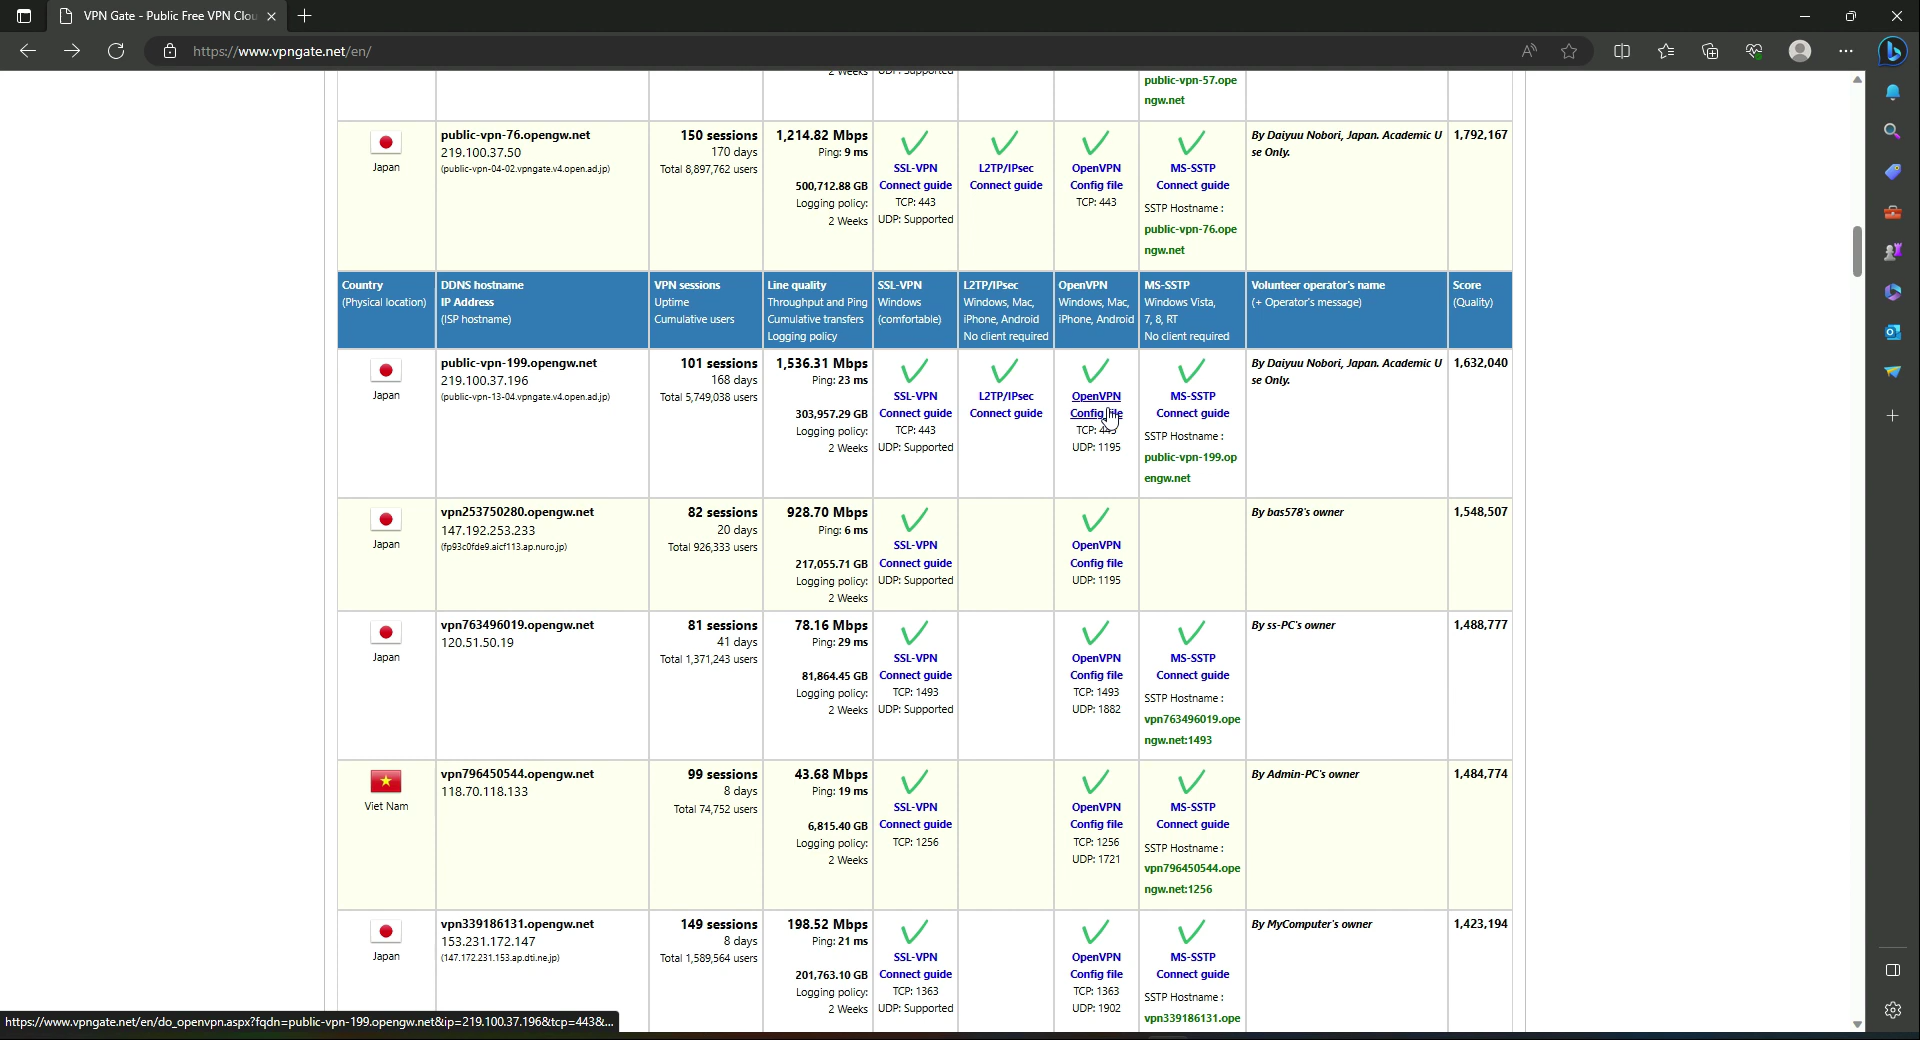 VPN Gate - Public Free VPN Clou
https://www.vpngate.net/en/
2 Weeks
UDP: Supported
public-vpn-57.ope
ngw.net
Japan
public-vpn-76.opengw.net
219.100.37.50
(public-vpn-04-02.vpngate.v4.open.ad.jp)
150 sessions
170 days
Total 8,897,762 users
1,214.82 Mbps
Ping: 9 ms
500,712.88 GB
Logging policy:
2 Weeks
SSL-VPN
Connect guide
TCP: 443
UDP: Supported
L2TP/IPsec
Connect guide
OpenVPN
Config file
TCP: 443
MS-SSTP
Connect guide
SSTP Hostname :
public-vpn-76.ope
ngw.net
By Daiyuu Nobori, Japan. Academic U
se Only.
1,792,167
Country
(Physical location)
DDNS hostname
IP Address
(ISP hostname)
VPN sessions
Uptime
Cumulative users
Line quality
Throughput and Ping
Cumulative transfers
Logging policy
SSL-VPN
Windows
(comfortable)
L2TP/IPsec
Windows, Mac,
iPhone, Android
No client required
OpenVPN
Windows, Mac,
iPhone, Android
MS-SSTP
Windows Vista,
7, 8, RT
No client required
Volunteer operator's name
(+ Operator's message)
Score
(Quality)
Japan
public-vpn-199.opengw.net
219.100.37.196
(public-vpn-13-04.vpngate.v4.open.ad.jp)
101 sessions
168 days
Total 5,749,038 users
1,536.31 Mbps
Ping: 23 ms
303,957.29 GB
Logging policy:
2 Weeks
SSL-VPN
Connect guide
TCP: 443
UDP: Supported
L2TP/IPsec
Connect guide
OpenVPN
Config file
TCP: 443
UDP: 1195
MS-SSTP
Connect guide
SSTP Hostname :
public-vpn-199.op
engw.net
By Daiyuu Nobori, Japan. Academic U
se Only.
1,632,040
Japan
vpn253750280.opengw.net
147.192.253.233
(fp93c0fde9.aicf113.ap.nuro.jp)
82 sessions
20 days
Total 926,333 users
928.70 Mbps
Ping: 6 ms
217,055.71 GB
Logging policy:
2 Weeks
SSL-VPN
Connect guide
UDP: Supported
OpenVPN
Config file
UDP: 1195
By bas578's owner
1,548,507
Japan
vpn763496019.opengw.net
120.51.50.19
81 sessions
41 days
Total 1,371,243 users
78.16 Mbps
Ping: 29 ms
81,864.45 GB
Logging policy:
2 Weeks
SSL-VPN
Connect guide
TCP: 1493
UDP: Supported
OpenVPN
Config file
TCP: 1493
UDP: 1882
MS-SSTP
Connect guide
SSTP Hostname :
vpn763496019.ope
ngw.net:1493
By ss-PC's owner
1,488,777
Viet Nam
vpn796450544.opengw.net
118.70.118.133
99 sessions
8 days
Total 74,752 users
43.68 Mbps
Ping: 19 ms
6,815.40 GB
Logging policy:
2 Weeks
SSL-VPN
Connect guide
TCP: 1256
OpenVPN
Config file
TCP: 1256
UDP: 1721
MS-SSTP
Connect guide
SSTP Hostname :
vpn796450544.ope
ngw.net:1256
By Admin-PC's owner
1,484,774
Japan
vpn339186131.opengw.net
153.231.172.147
(147.172.231.153.ap.dti.ne.jp)
149 sessions
8 days
Total 1,589,564 users
198.52 Mbps
Ping: 21 ms
201,763.10 GB
Logging policy:
2 Weeks
SSL-VPN
Connect guide
TCP: 1363
UDP: Supported
OpenVPN
Config file
TCP: 1363
UDP: 1902
MS-SSTP
Connect guide
SSTP Hostname :
vpn339186131.ope
By MyComputer's owner
1,423,194
https://www.vpngate.net/en/do_openvpn.aspx?fqdn=public-vpn-199.opengw.net&ip=219.100.37.196&tcp=443&...